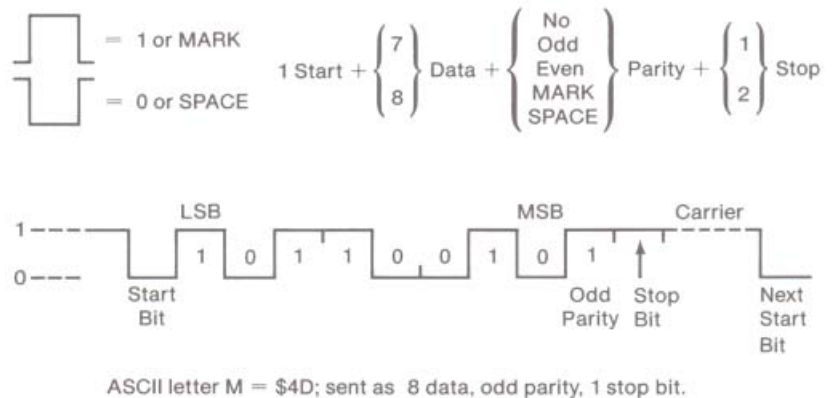 = 1 or MARK
= 0 or SPACE
1 Start + { 7 8 } Data + { No Odd Even MARK SPACE } Parity + { 1 2 } Stop
LSB MSB Carrier
1
1 0 1 1 0 0 1 0 1
0
Start Bit
Odd Parity
Stop Bit
Next Start Bit
ASCII letter M = $4D; sent as 8 data, odd parity, 1 stop bit.